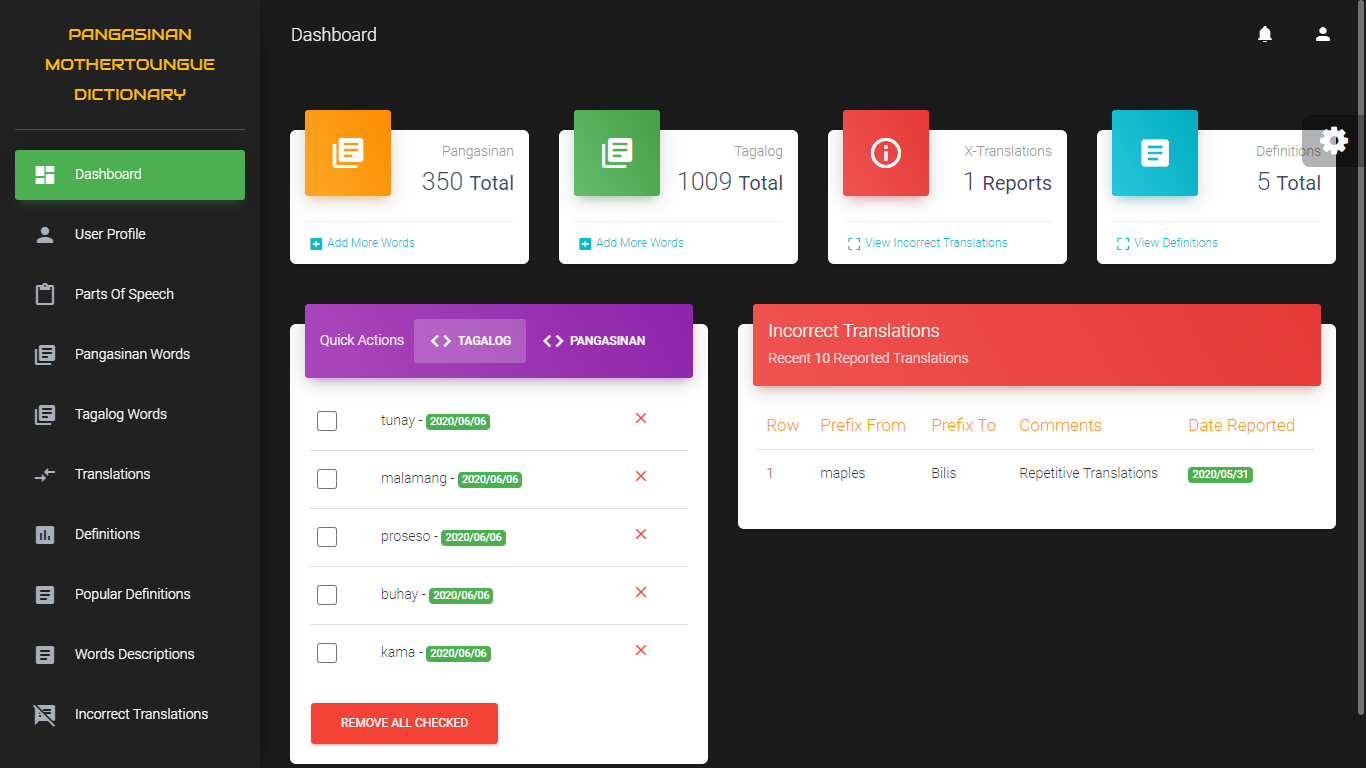 PANGASINAN
MOTHERTOUNGUE
DICTIONARY
Dashboard
User Profile
Parts Of Speech
Pangasinan Words
Tagalog Words
Translations
Definitions
Popular Definitions
Words Descriptions
Incorrect Translations
Dashboard
Pangasinan
350 Total
Add More Words
Tagalog
1009 Total
Add More Words
X-Translations
1 Reports
View Incorrect Translations
Definitions
5 Total
View Definitions
Quick Actions <> TAGALOG <> PANGASINAN
tunay - 2020/06/06
malamang - 2020/06/06
proseso - 2020/06/06
buhay - 2020/06/06
kama - 2020/06/06
REMOVE ALL CHECKED
Incorrect Translations
Recent 10 Reported Translations
Row Prefix From Prefix To Comments Date Reported
1 maples Bilis Repetitive Translations 2020/05/31